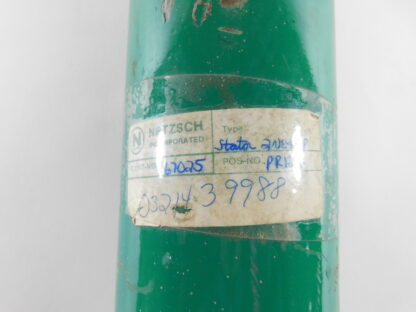 N NETZSCH
INCORPORATED
Type
Stator
67025
POS-NO.
03214 39988